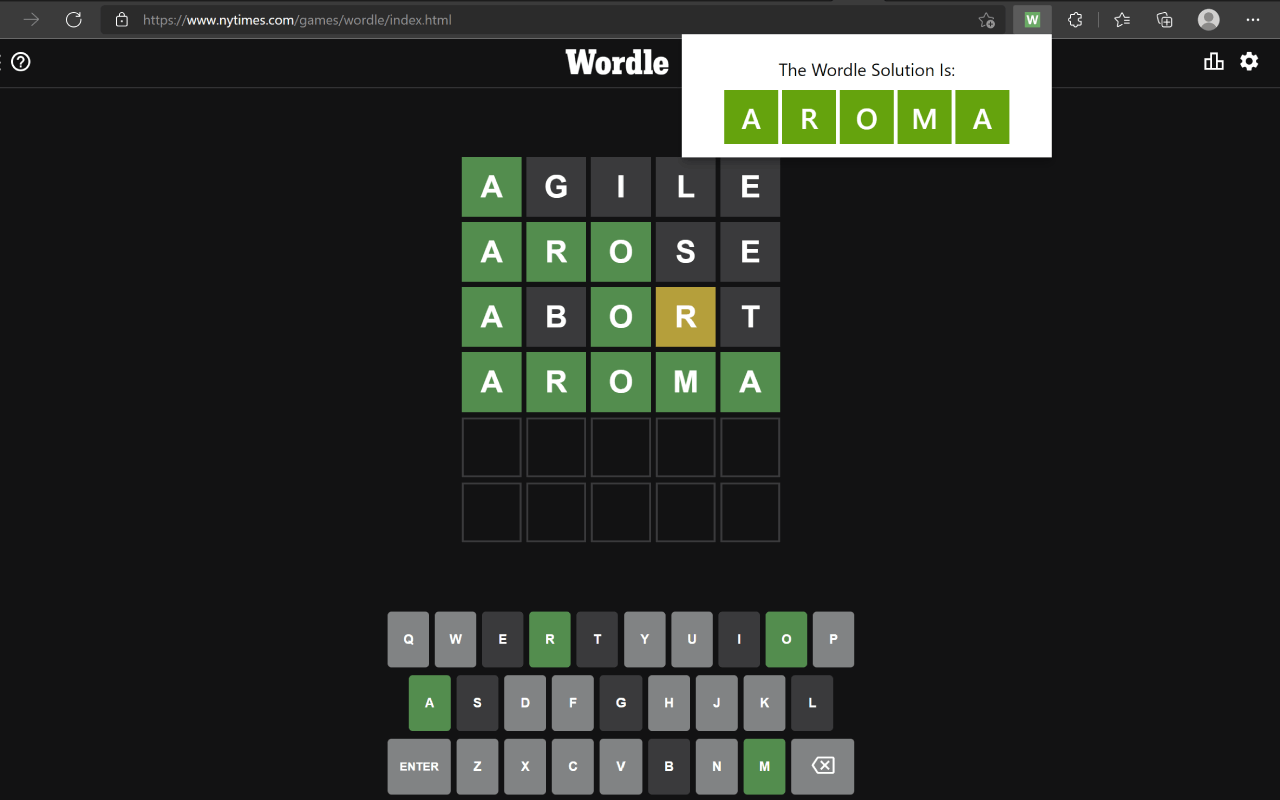 https://www.nytimes.com/games/wordle/index.html
W
Wordle
The Wordle Solution Is:
A R O M A
A G I L E
A R O S E
A B O R T
A R O M A
Q W E R T Y U I O P
A S D F G H J K L
ENTER Z X C V B N M